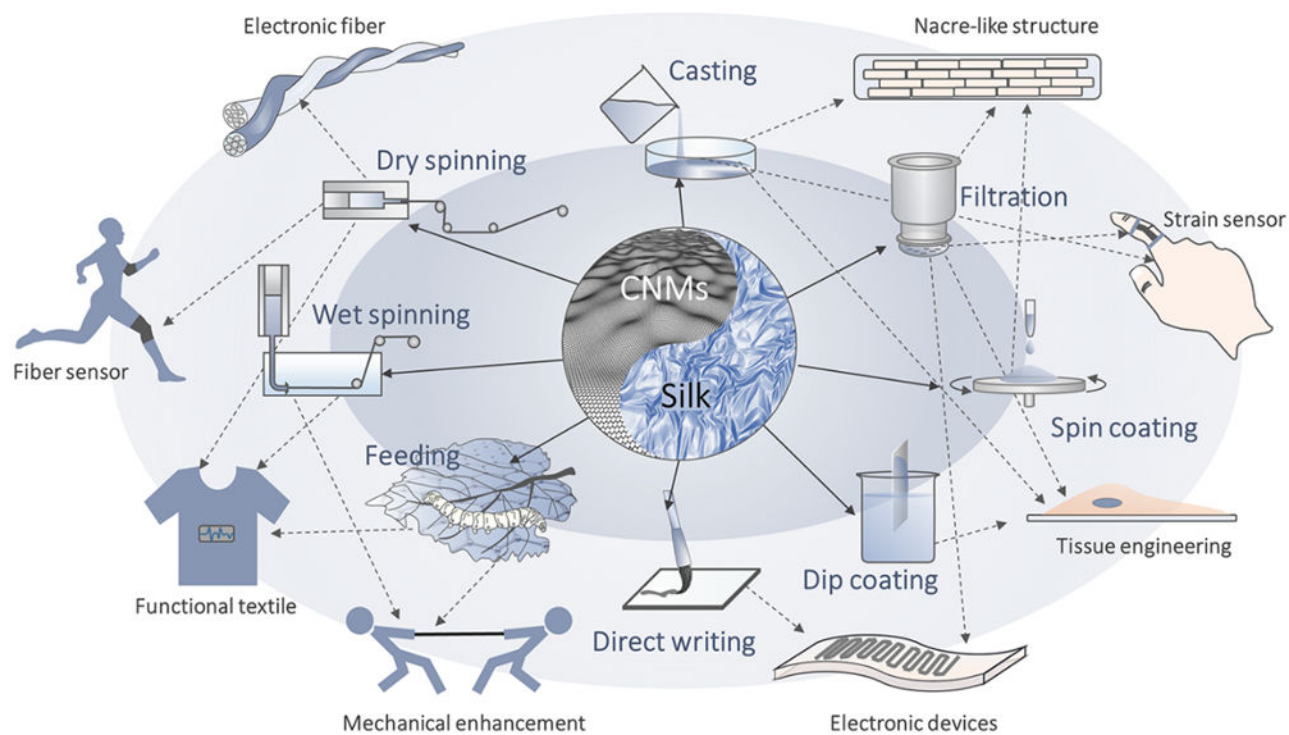 Electronic fiber
Nacre-like structure
Casting
Dry spinning
Filtration
Strain sensor
CNMs
Wet spinning
Fiber sensor
Silk
Spin coating
Feeding
Tissue engineering
Dip coating
Functional textile
Direct writing
Mechanical enhancement
Electronic devices